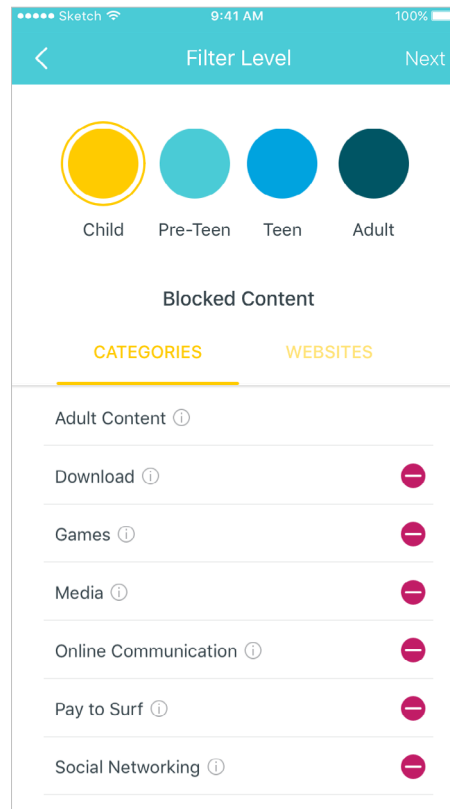 Sketch 9:41 AM 100%
Filter Level Next
Child Pre-Teen Teen Adult
Blocked Content
CATEGORIES WEBSITES
Adult Content
Download
Games
Media
Online Communication
Pay to Surf
Social Networking